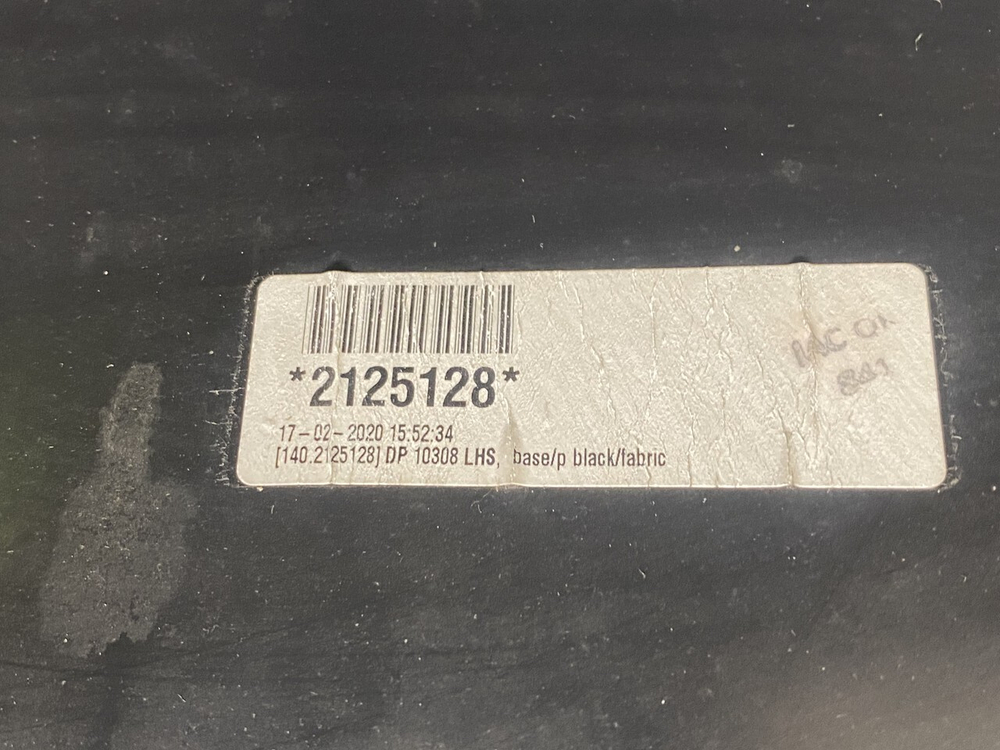 *2125128*
17-02-2020 15:52:34
[140.2125128] DP 10308 LHS, base/p black/fabric